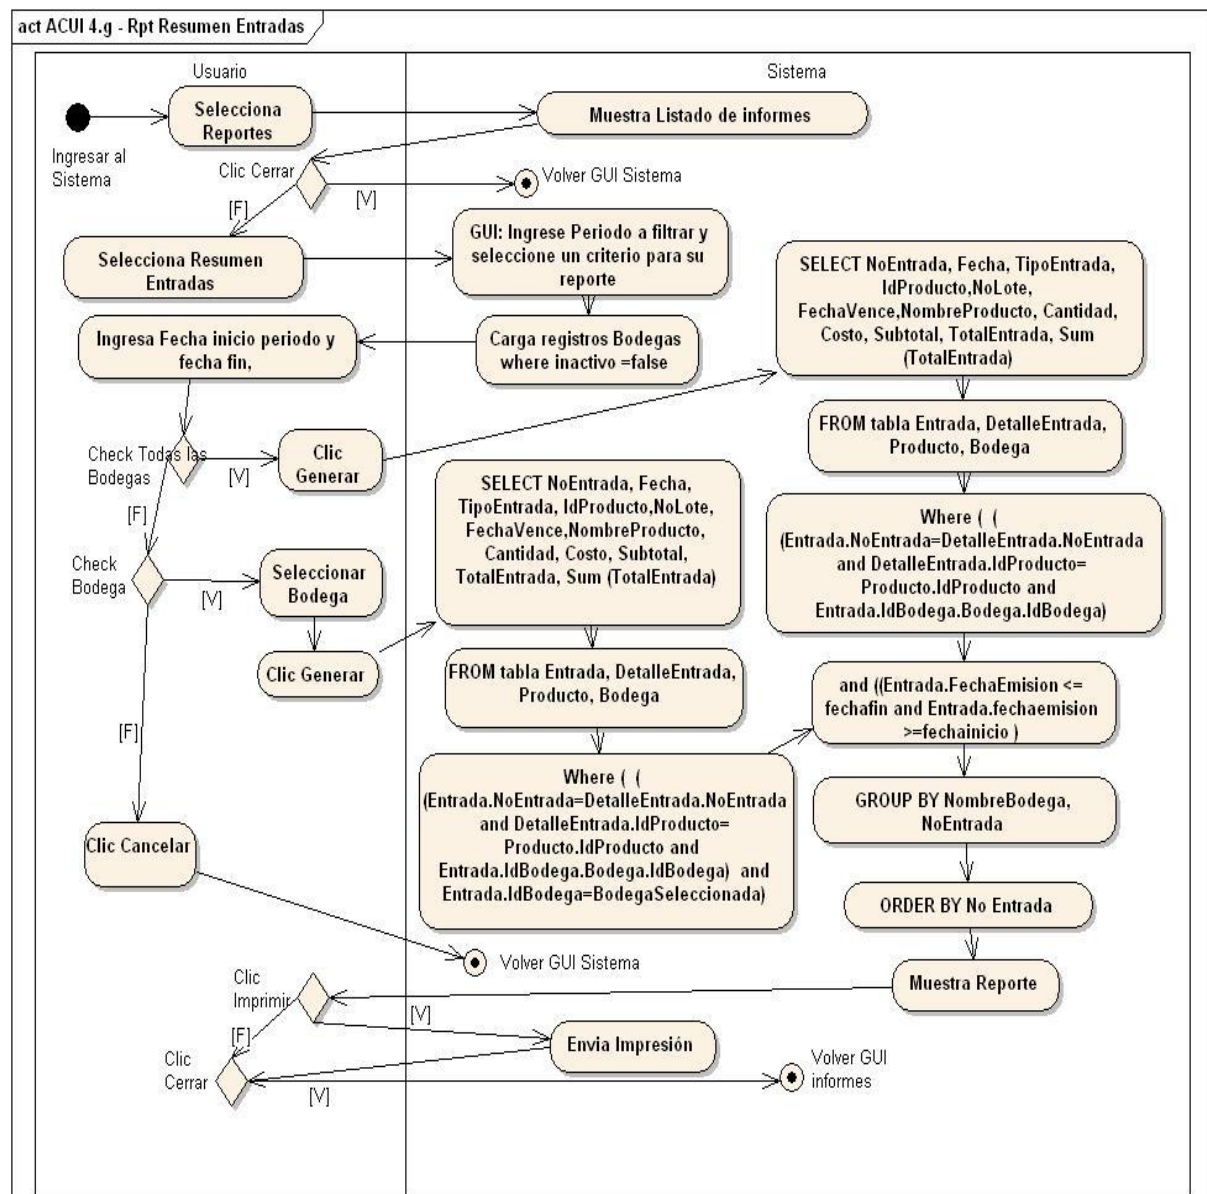 act ACUI 4.g - Rpt Resumen Entradas
Usuario
Sistema
Selecciona
Reportes
Muestra Listado de informes
Ingresar al
Sistema
Clic Cerrar
[V]
Volver GUI Sistema
[F]
Selecciona Resumen
Entradas
GUI: Ingrese Periodo a filtrar y
seleccione un criterio para su
reporte
Carga registros Bodegas
where inactivo =false
Ingresa Fecha inicio periodo y
fecha fin,
Check Todas las
Bodegas
[V]
Clic
Generar
[F]
SELECT NoEntrada, Fecha, TipoEntrada,
IdProducto,NoLote,
FechaVence,NombreProducto, Cantidad,
Costo, Subtotal, TotalEntrada, Sum
(TotalEntrada)
FROM tabla Entrada, DetalleEntrada,
Producto, Bodega
Where ( (
(Entrada.NoEntrada=DetalleEntrada.NoEntrada
and DetalleEntrada.IdProducto=
Producto.IdProducto and
Entrada.IdBodega.Bodega.IdBodega)
Check
Bodega
[V]
Seleccionar
Bodega
Clic Generar
SELECT NoEntrada, Fecha,
TipoEntrada, IdProducto,NoLote,
FechaVence,NombreProducto,
Cantidad, Costo, Subtotal,
TotalEntrada, Sum (TotalEntrada)
FROM tabla Entrada, DetalleEntrada,
Producto, Bodega
Where ( (
(Entrada.NoEntrada=DetalleEntrada.NoEntrada
and DetalleEntrada.IdProducto=
Producto.IdProducto and
Entrada.IdBodega.Bodega.IdBodega) and
Entrada.IdBodega=BodegaSeleccionada)
and ((Entrada.FechaEmision <=
fechafin and Entrada.fechaemision
>=fechainicio )
GROUP BY NombreBodega,
NoEntrada
ORDER BY No Entrada
Muestra Reporte
[F]
Clic Cancelar
Volver GUI Sistema
Clic
Imprimir
[V]
[F]
Envia Impresión
Clic
Cerrar
[V]
Volver GUI
informes